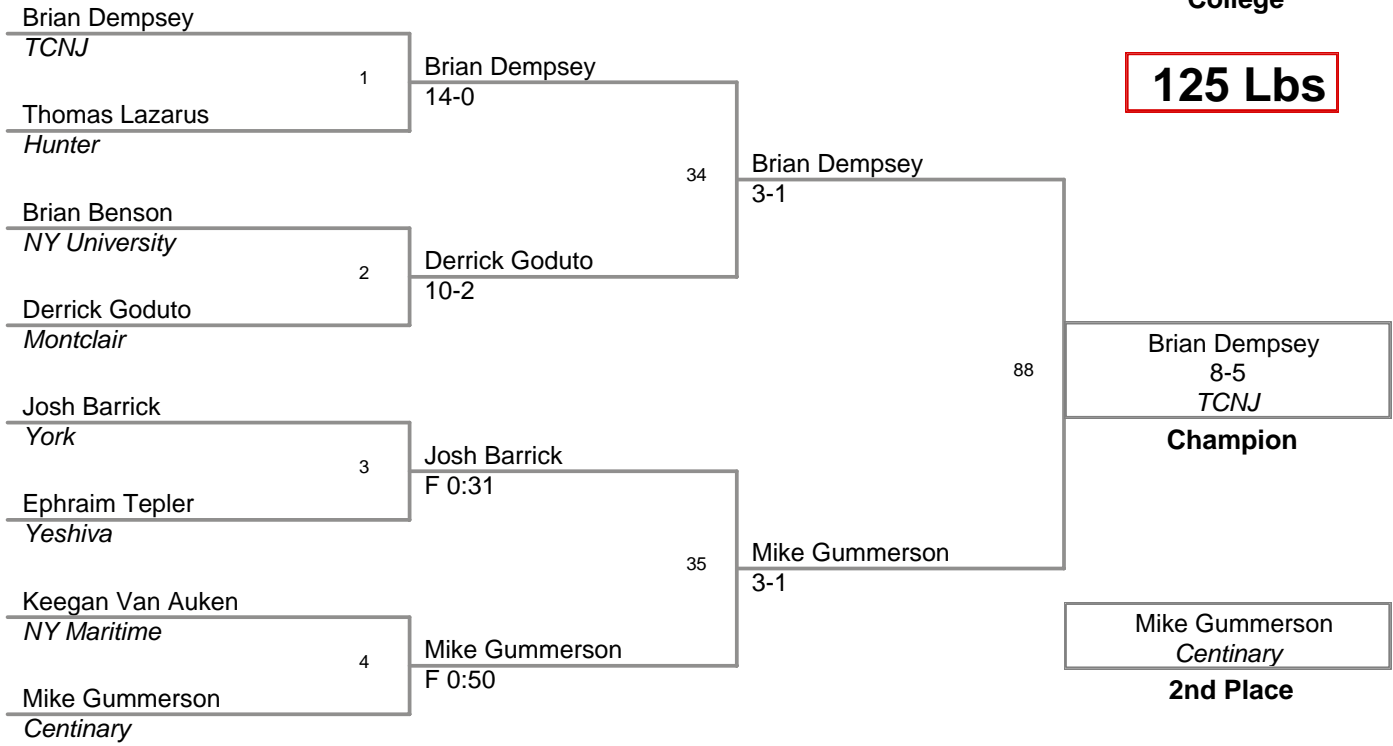 College
125 Lbs
Brian Dempsey
TCNJ
1
Thomas Lazarus
Hunter
Brian Benson
NY University
2
Derrick Goduto
Montclair
Josh Barrick
York
3
Ephraim Tepler
Yeshiva
Keegan Van Auken
NY Maritime
4
Mike Gummerson
Centinary
Brian Dempsey
14-0
34
Derrick Goduto
10-2
Josh Barrick
F 0:31
35
Mike Gummerson
F 0:50
Brian Dempsey
3-1
88
Mike Gummerson
3-1
Brian Dempsey
8-5
TCNJ
Champion
Mike Gummerson
Centinary
2nd Place